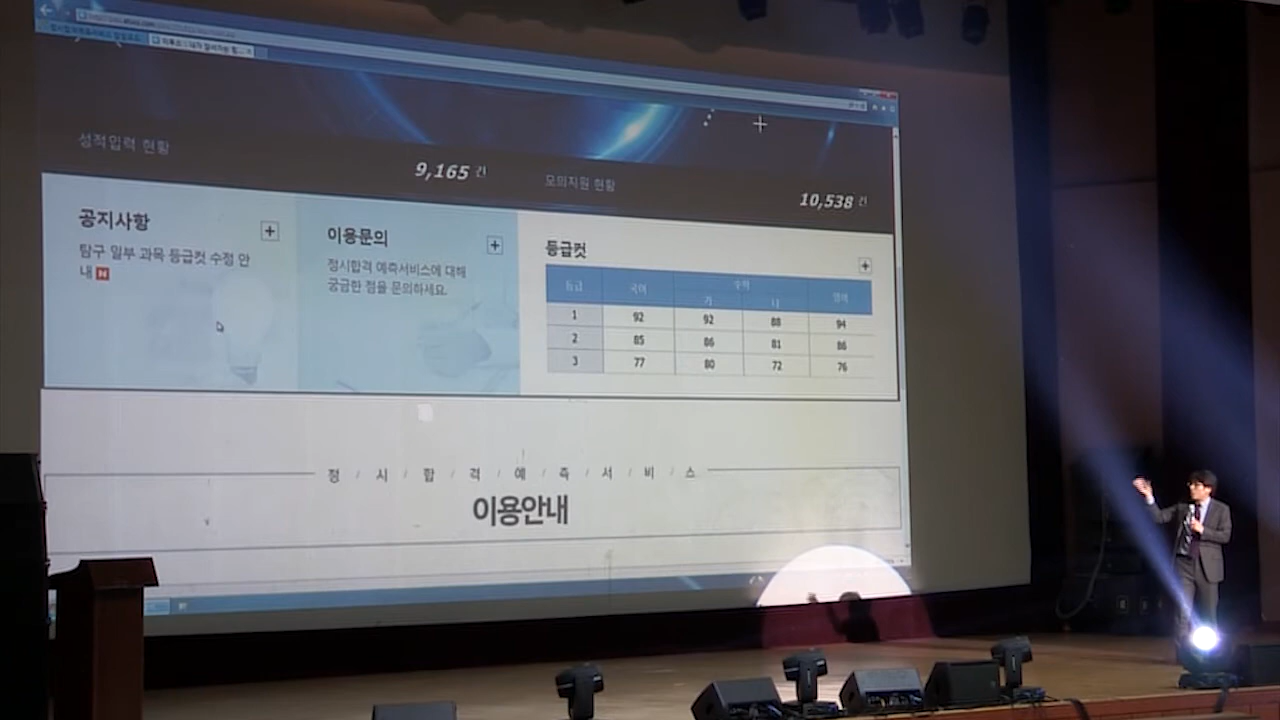 성적입력 현황
9,165 건
모의지원 현황
10,538 건
공지사항
탐구 일부 과목 등급컷 수정 안
내 N
이용문의
정시합격 예측서비스에 대해
궁금한 점을 문의하세요.
등급컷
등급 국어 수학 영어
가 나
1 92 92 88 94
2 85 86 81 86
3 77 80 72 76
정 / 시 / 합 / 격 / 예 / 측 / 서 / 비 / 스
이용안내